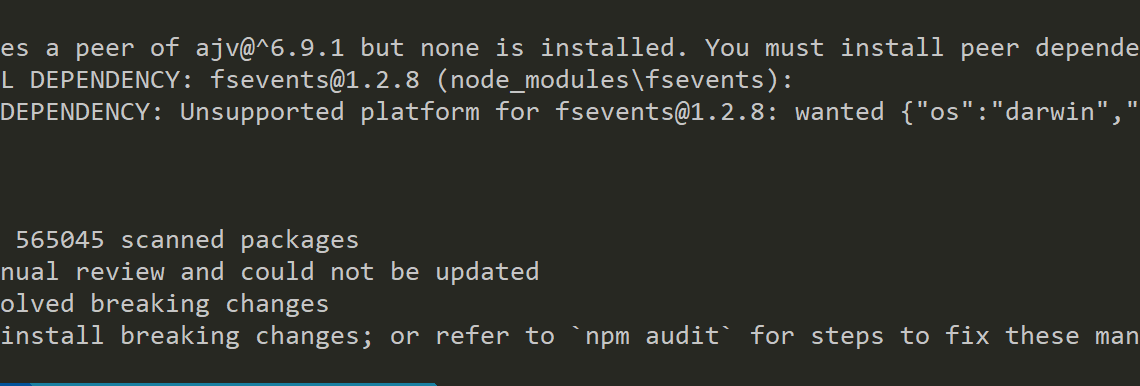 es a peer of ajv@^6.9.1 but none is installed. You must install peer depende
L DEPENDENCY: fsevents@1.2.8 (node_modules\fsevents):
DEPENDENCY: Unsupported platform for fsevents@1.2.8: wanted {"os":"darwin","
565045 scanned packages
nual review and could not be updated
olved breaking changes
install breaking changes; or refer to `npm audit` for steps to fix these man